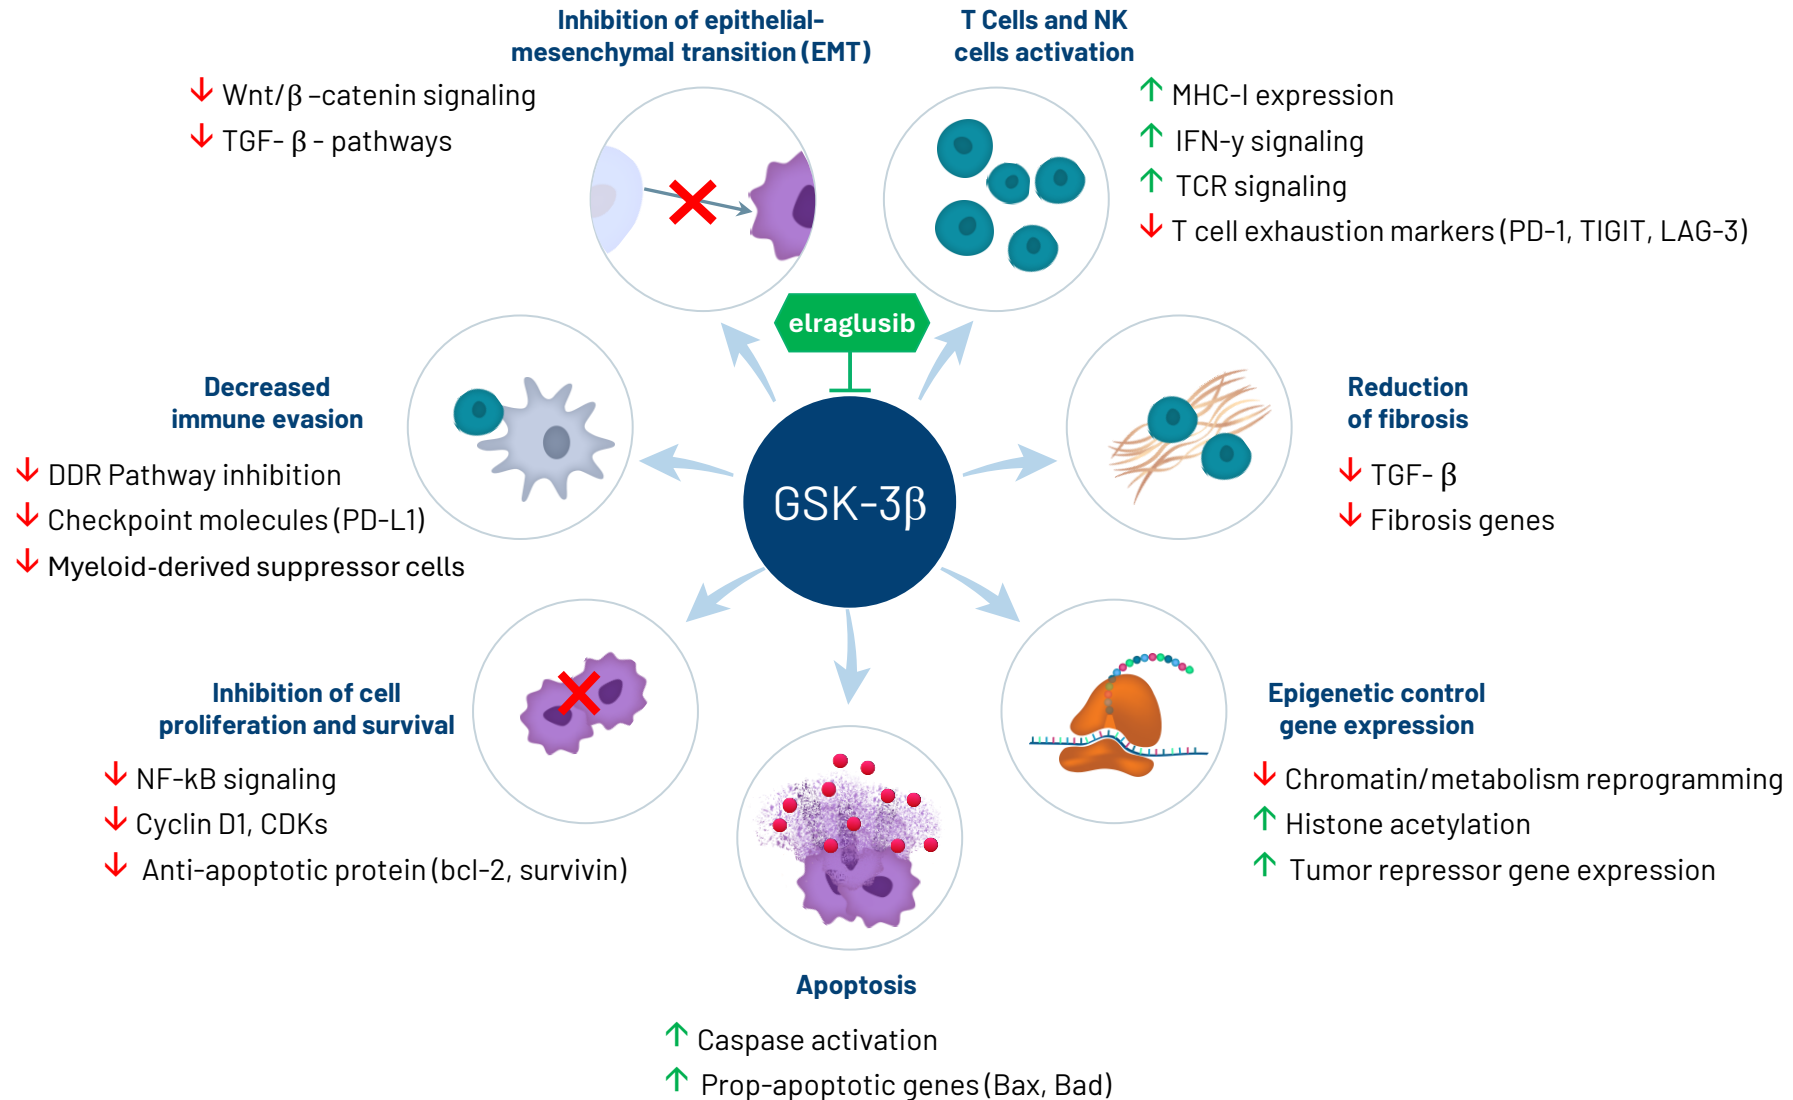 Inhibition of epithelial-
mesenchymal transition (EMT)
↓ Wnt/β –catenin signaling
↓ TGF- β - pathways
T Cells and NK
cells activation
↑ MHC-I expression
↑ IFN-y signaling
↑ TCR signaling
↓ T cell exhaustion markers (PD-1, TIGIT, LAG-3)
elraglusib
GSK-3β
Decreased
immune evasion
↓ DDR Pathway inhibition
↓ Checkpoint molecules (PD-L1)
↓ Myeloid-derived suppressor cells
Reduction
of fibrosis
↓ TGF- β
↓ Fibrosis genes
Inhibition of cell
proliferation and survival
↓ NF-kB signaling
↓ Cyclin D1, CDKs
↓ Anti-apoptotic protein (bcl-2, survivin)
Epigenetic control
gene expression
↓ Chromatin/metabolism reprogramming
↑ Histone acetylation
↑ Tumor repressor gene expression
Apoptosis
↑ Caspase activation
↑ Prop-apoptotic genes (Bax, Bad)